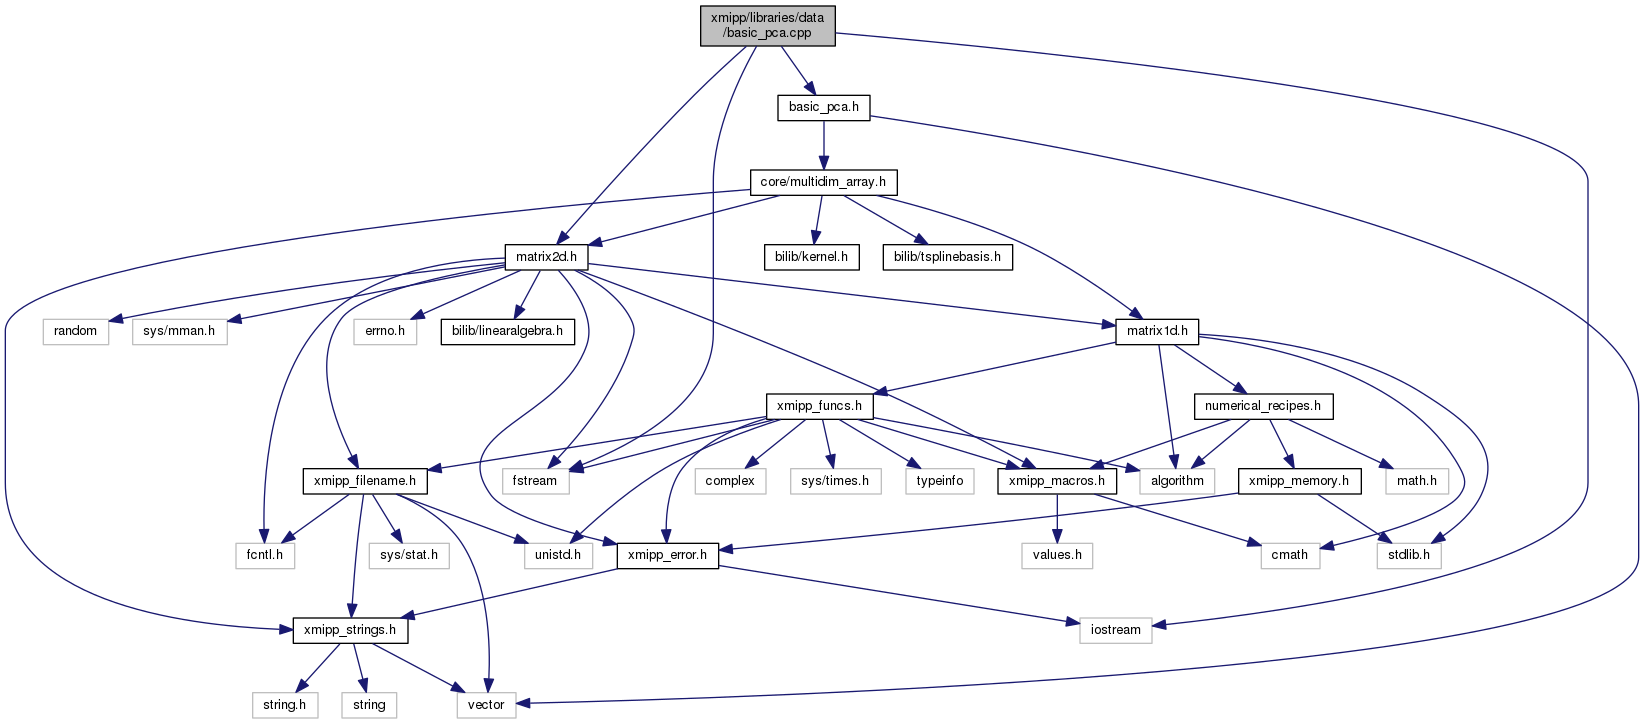 xmipp/libraries/data
/basic_pca.cpp
basic_pca.h
core/multidim_array.h
matrix2d.h
bilib/kernel.h
bilib/tsplinebasis.h
random
sys/mman.h
errno.h
bilib/linearalgebra.h
matrix1d.h
xmipp_funcs.h
numerical_recipes.h
xmipp_filename.h
fstream
complex
sys/times.h
typeinfo
xmipp_macros.h
algorithm
xmipp_memory.h
math.h
fcntl.h
sys/stat.h
unistd.h
xmipp_error.h
values.h
cmath
stdlib.h
xmipp_strings.h
iostream
string.h
string
vector